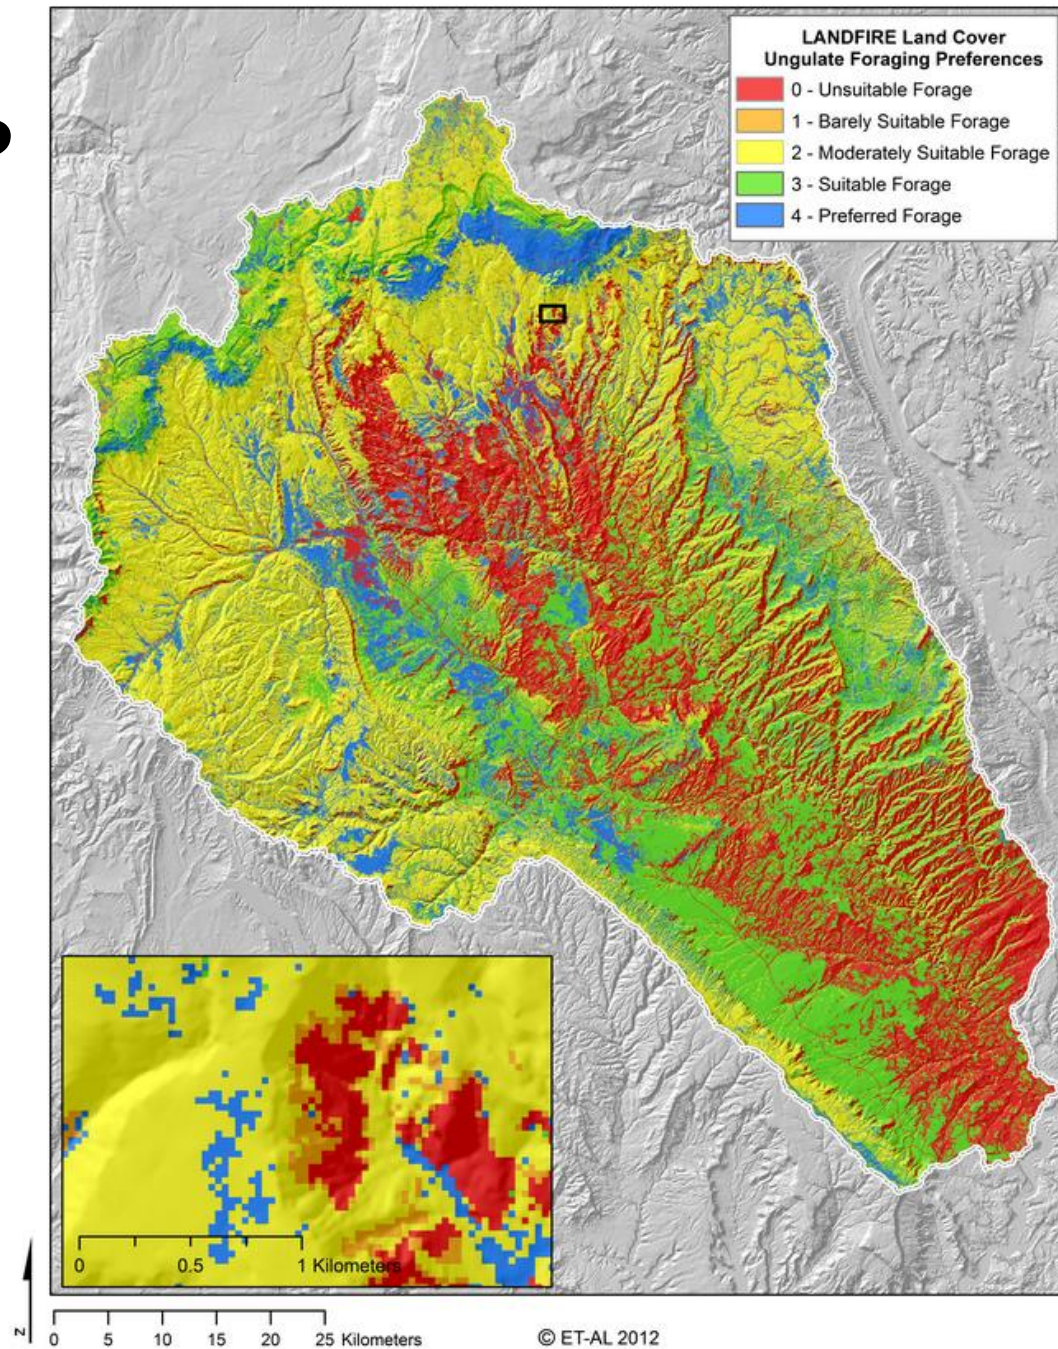 LANDFIRE Land Cover
Ungulate Foraging Preferences
0 - Unsuitable Forage
1 - Barely Suitable Forage
2 - Moderately Suitable Forage
3 - Suitable Forage
4 - Preferred Forage
0 0.5 1 Kilometers
N
0 5 10 15 20 25 Kilometers
© ET-AL 2012